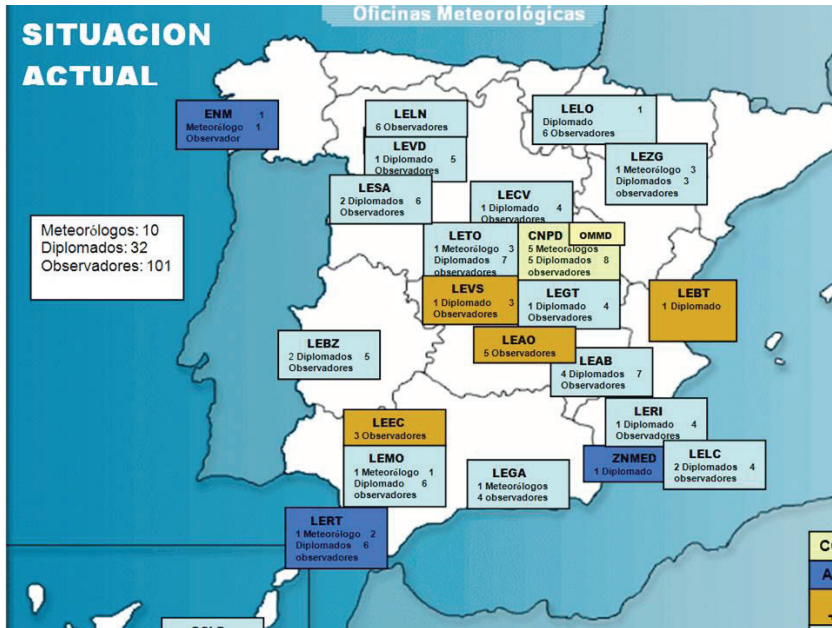 Oficinas Meteorológicas
SITUACION
ACTUAL
ENM 1
Meteorólogo 1
Observador
LELN
6 Observadores
LELO 1
Diplomado
6 Observadores
LEVD
1 Diplomado 5
Observadores
LEZG
1 Meteorólogo 3
Diplomados 3
observadores
LESA
2 Diplomados 6
Observadores
LECV
1 Diplomado 4
Observadores
Meteorólogos: 10
Diplomados: 32
Observadores: 101
LETO
1 Meteorólogo 3
Diplomados 7
observadores
CNPD
OMMD
5 Meteorólogos
5 Diplomados 8
observadores
LEVS
1 Diplomado 3
Observadores
LEGT
1 Diplomado 4
Observadores
LEBT
1 Diplomado
LEBZ
2 Diplomados 5
Observadores
LEAO
5 Observadores
LEAB
4 Diplomados 7
Observadores
LEEC
3 Observadores
LERI
1 Diplomado 4
Observadores
LEMO
1 Meteorólogo 1
Diplomado 6
observadores
LEGA
1 Meteorólogos
4 observadores
ZNMED
1 Diplomado
LELC
2 Diplomados 4
observadores
LERT
1 Meteorólogo 2
Diplomados 6
observadores